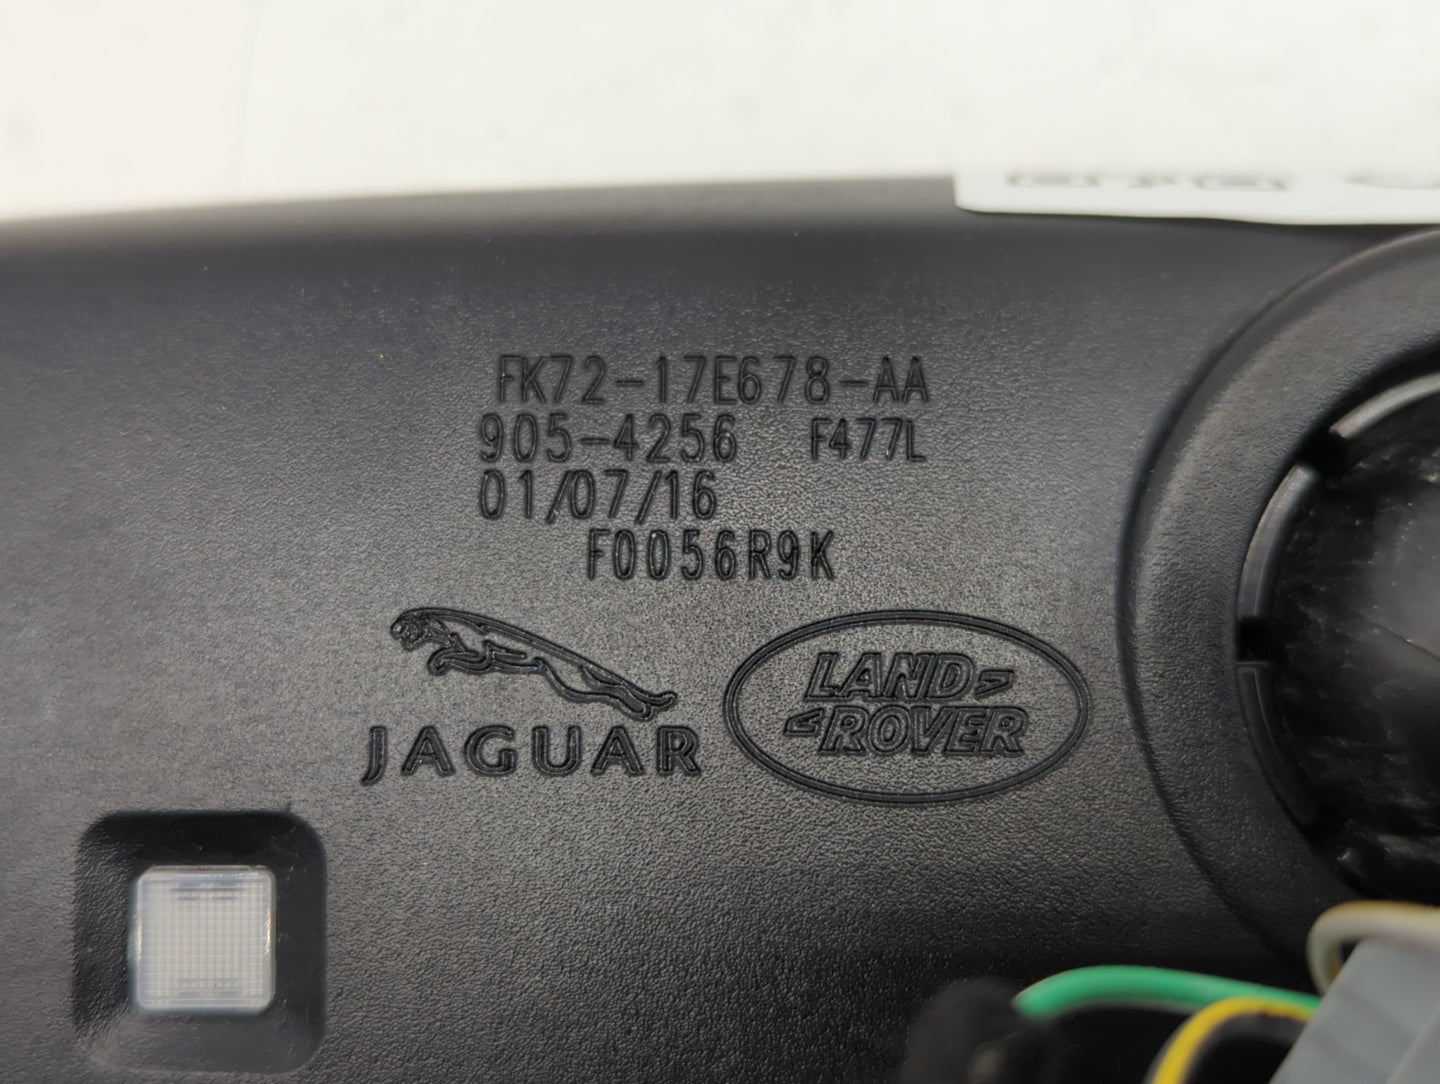 FK72-17E678-AA
905-4256 F477L
01/07/16
F0056R9K
JAGUAR
LAND
ROVER